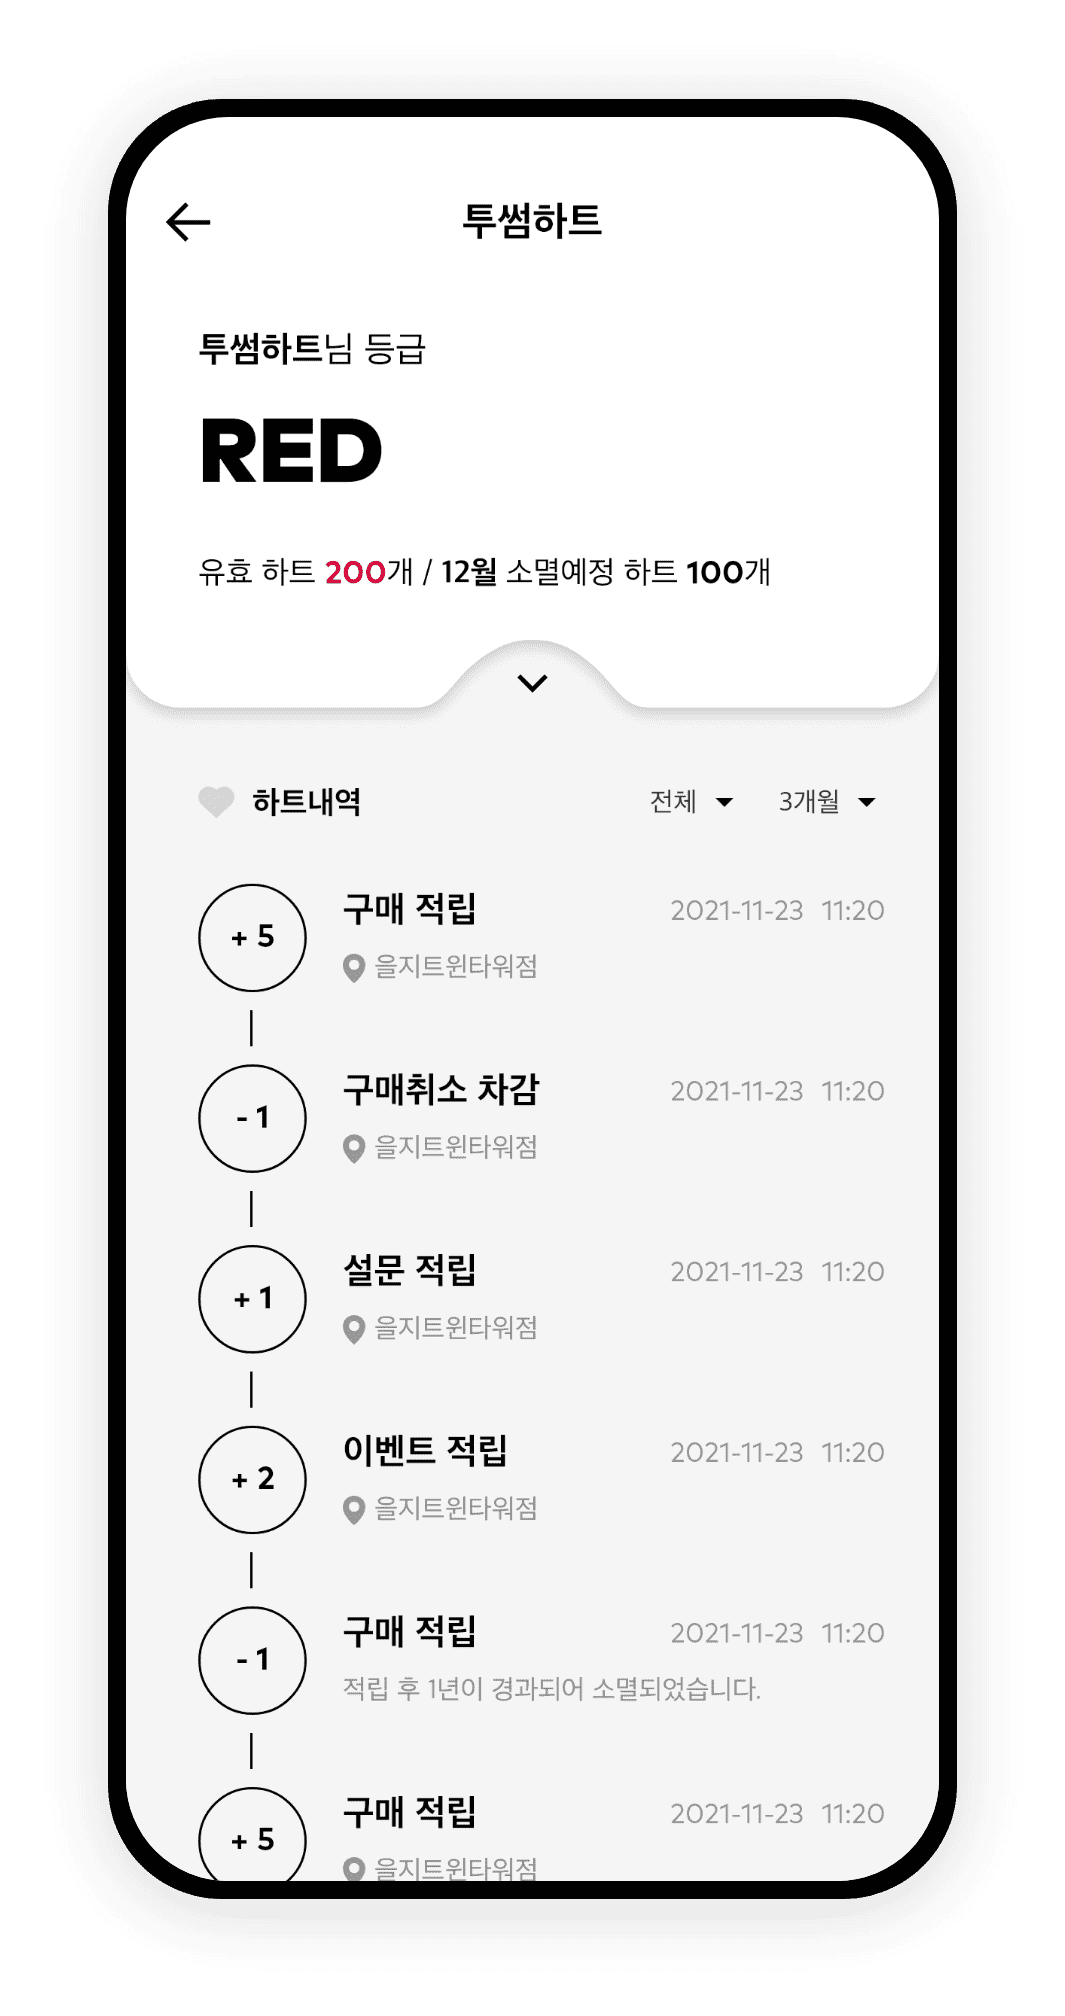 투썸하트
투썸하트님 등급
RED
유효 하트 200개 / 12월 소멸예정 하트 100개
하트내역 전체 3개월
+ 5 구매 적립 2021-11-23 11:20
을지트윈타워점
- 1 구매취소 차감 2021-11-23 11:20
을지트윈타워점
+ 1 설문 적립 2021-11-23 11:20
을지트윈타워점
+ 2 이벤트 적립 2021-11-23 11:20
을지트윈타워점
- 1 구매 적립 2021-11-23 11:20
적립 후 1년이 경과되어 소멸되었습니다.
+ 5 구매 적립 2021-11-23 11:20
을지트윈타워점